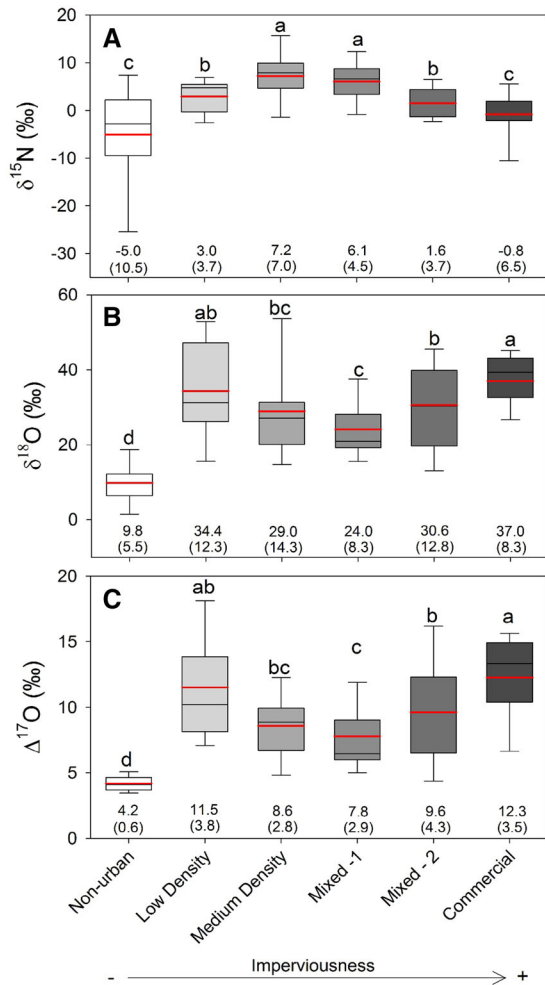 A
δ15N (‰)
20
10
0
-10
-20
-30
c
b
a
a
b
c
-5.0 3.0 7.2 6.1 1.6 -0.8
(10.5) (3.7) (7.0) (4.5) (3.7) (6.5)
B
δ18O (‰)
60
40
20
0
d
ab
bc
c
b
a
9.8 34.4 29.0 24.0 30.6 37.0
(5.5) (12.3) (14.3) (8.3) (12.8) (8.3)
C
Δ17O (‰)
20
15
10
5
0
d
ab
bc
c
b
a
4.2 11.5 8.6 7.8 9.6 12.3
(0.6) (3.8) (2.8) (2.9) (4.3) (3.5)
Non-urban
Low Density
Medium Density
Mixed -1
Mixed - 2
Commercial
Imperviousness
- +